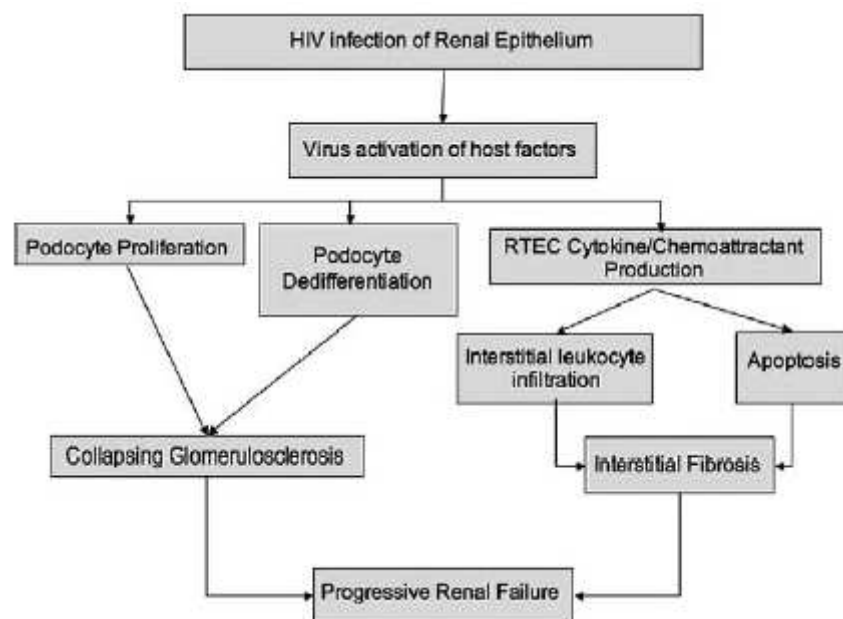 HIV infection of Renal Epithelium
Virus activation of host factors
Podocyte Proliferation
Podocyte
Dedifferentiation
RTEC Cytokine/Chemoattractant
Production
Interstitial leukocyte
infiltration
Apoptosis
Collapsing Glomerulosclerosis
Interstitial Fibrosis
Progressive Renal Failure